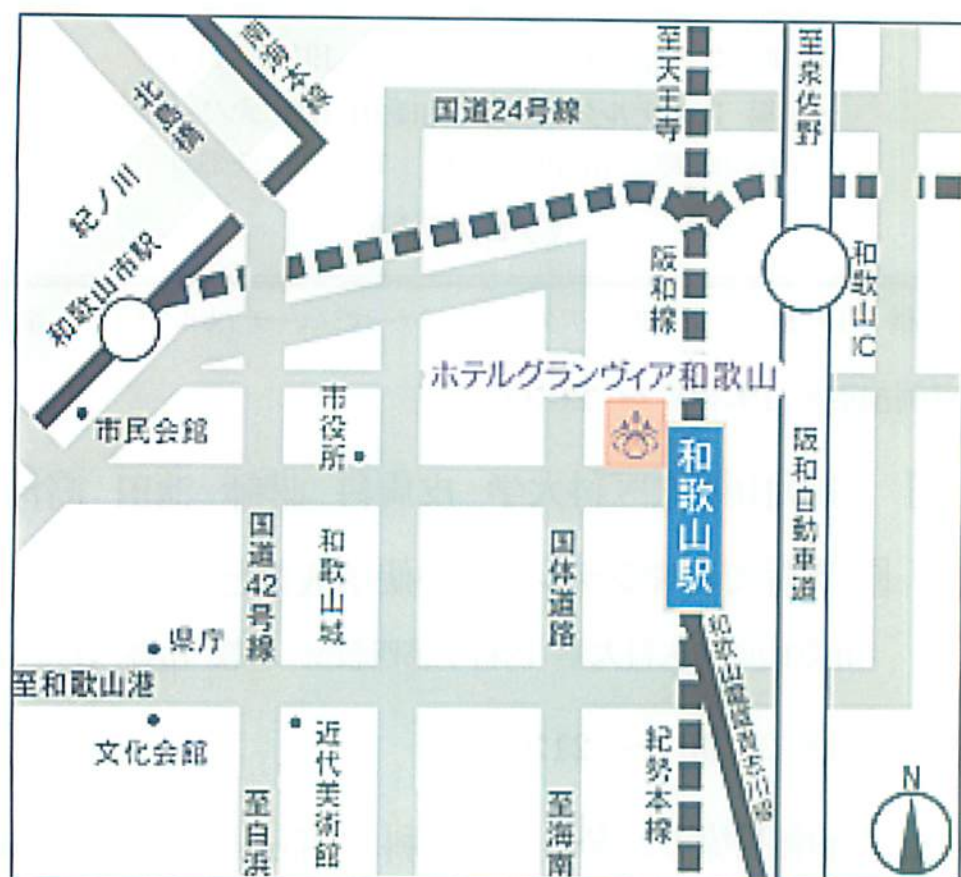 南海本線
北島橋
国道24号線
至天王寺
至泉佐野
紀ノ川
和歌山市駅
阪和線
和歌山IC
ホテルグランヴィア和歌山
市民会館
市役所
和歌山駅
阪和自動車道
国道42号線
和歌山城
国体道路
県庁
至和歌山港
文化会館
近代美術館
至白浜
至海南
紀勢本線
和歌山電鐵貴志川線
N